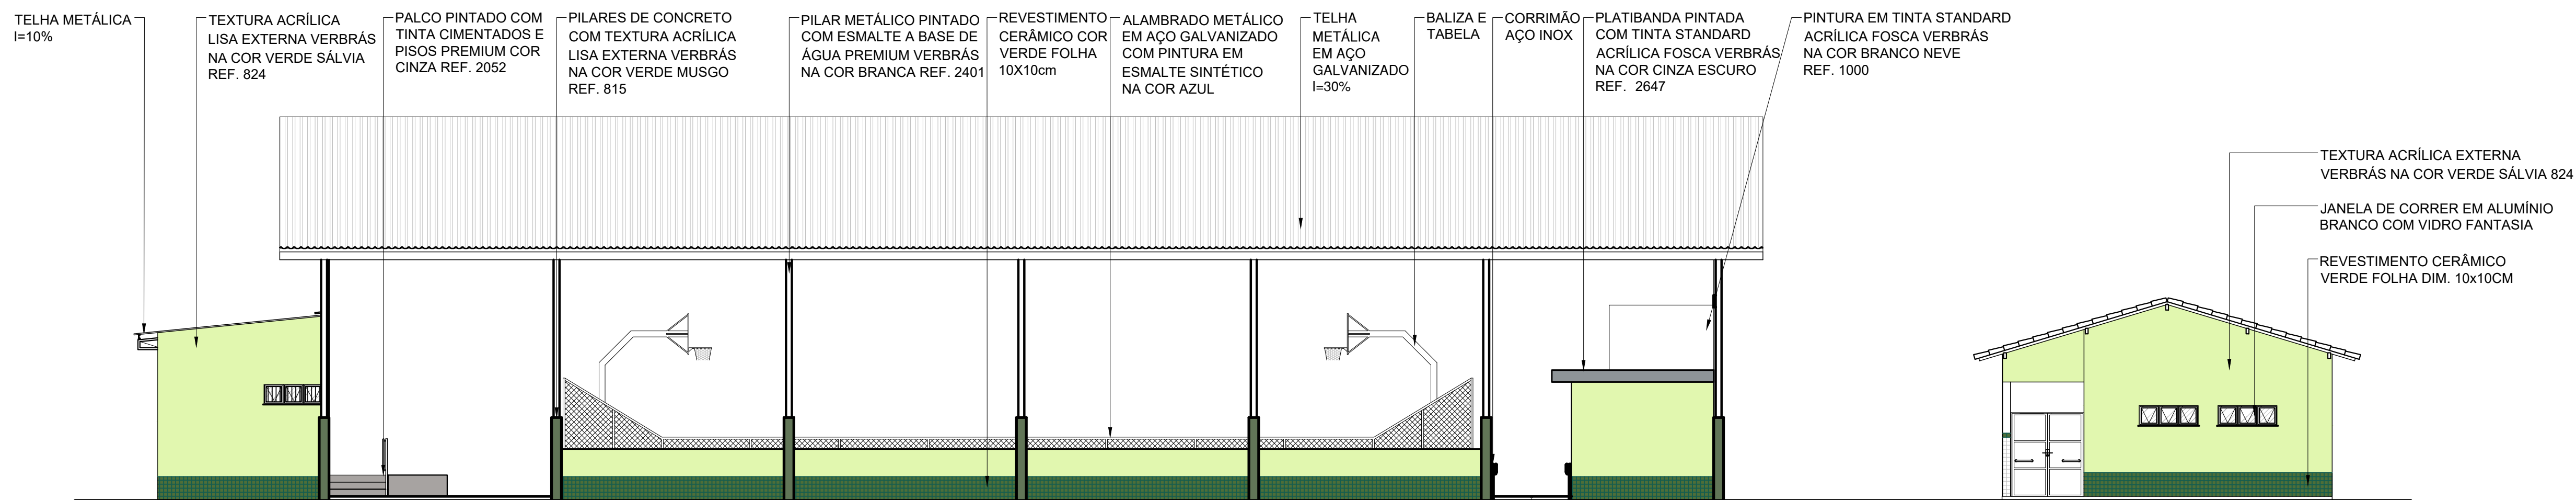 TELHA METÁLICA
I=10%
TEXTURA ACRÍLICA
LISA EXTERNA VERBRÁS
NA COR VERDE SÁLVIA
REF. 824
PALCO PINTADO COM
TINTA CIMENTADOS E
PISOS PREMIUM COR
CINZA REF. 2052
PILARES DE CONCRETO
COM TEXTURA ACRÍLICA
LISA EXTERNA VERBRÁS
NA COR VERDE MUSGO
REF. 815
PILAR METÁLICO PINTADO
COM ESMALTE A BASE DE
ÁGUA PREMIUM VERBRÁS
NA COR BRANCA REF. 2401
REVESTIMENTO
CERÂMICO COR
VERDE FOLHA
10X10cm
ALAMBRADO METÁLICO
EM AÇO GALVANIZADO
COM PINTURA EM
ESMALTE SINTÉTICO
NA COR AZUL
TELHA
METÁLICA
EM AÇO
GALVANIZADO
I=30%
BALIZA E
TABELA
CORRIMÃO
AÇO INOX
PLATIBANDA PINTADA
COM TINTA STANDARD
ACRÍLICA FOSCA VERBRÁS
NA COR CINZA ESCURO
REF. 2647
PINTURA EM TINTA STANDARD
ACRÍLICA FOSCA VERBRÁS
NA COR BRANCO NEVE
REF. 1000
TEXTURA ACRÍLICA EXTERNA
VERBRÁS NA COR VERDE SÁLVIA 824
JANELA DE CORRER EM ALUMÍNIO
BRANCO COM VIDRO FANTASIA
REVESTIMENTO CERÂMICO
VERDE FOLHA DIM. 10x10CM